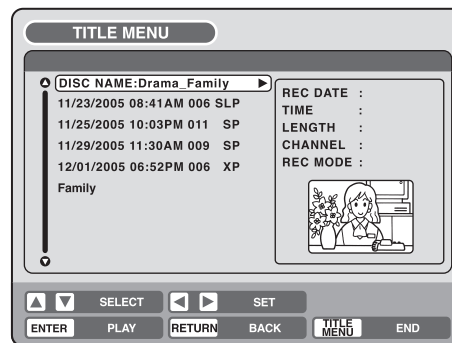 TITLE MENU
DISC NAME:Drama_Family
11/23/2005 08:41AM 006 SLP
11/25/2005 10:03PM 011 SP
11/29/2005 11:30AM 009 SP
12/01/2005 06:52PM 006 XP
Family
REC DATE :
TIME :
LENGTH :
CHANNEL :
REC MODE :
SELECT SET
ENTER PLAY RETURN BACK TITLE MENU END